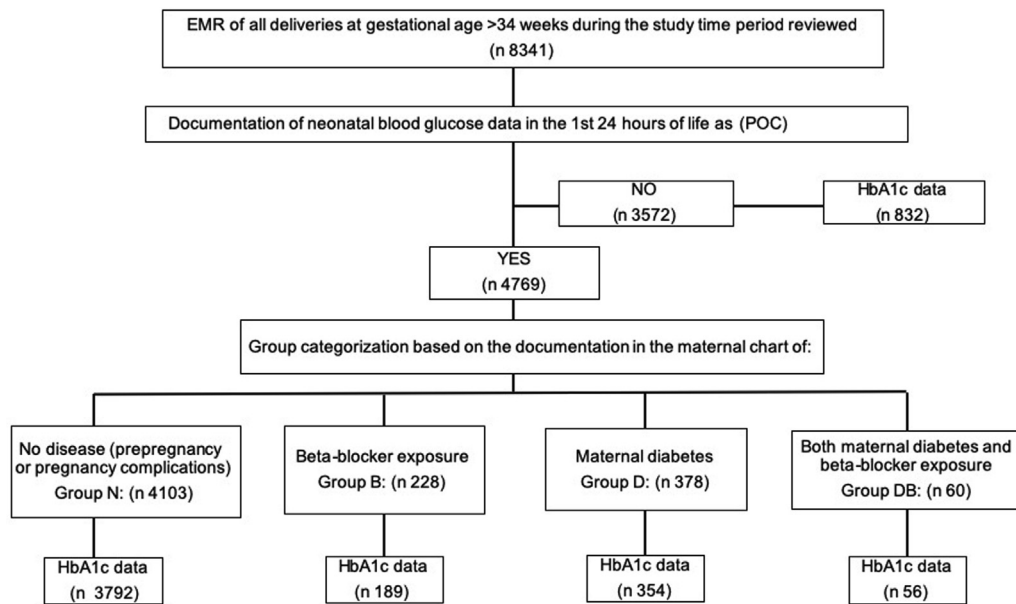 EMR of all deliveries at gestational age >34 weeks during the study time period reviewed
(n 8341)
Documentation of neonatal blood glucose data in the 1st 24 hours of life as (POC)
NO
(n 3572)
HbA1c data
(n 832)
YES
(n 4769)
Group categorization based on the documentation in the maternal chart of:
No disease (prepregnancy
or pregnancy complications)
Group N: (n 4103)
Beta-blocker exposure
Group B: (n 228)
Maternal diabetes
Group D: (n 378)
Both maternal diabetes and
beta-blocker exposure
Group DB: (n 60)
HbA1c data
(n 3792)
HbA1c data
(n 189)
HbA1c data
(n 354)
HbA1c data
(n 56)